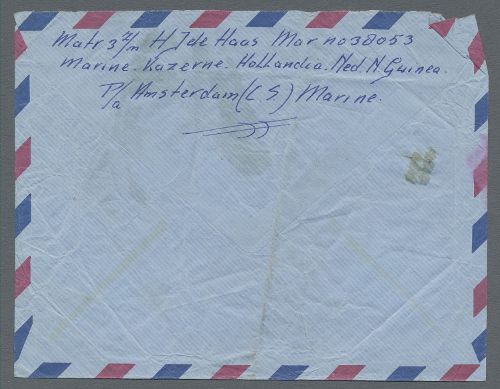 Matr 3 z/m H J de Haas Mar no 38053
Marine. Kazerne. Hollandia. Ned. N. Guinea.
P/a Amsterdam (C.S.) Marine.